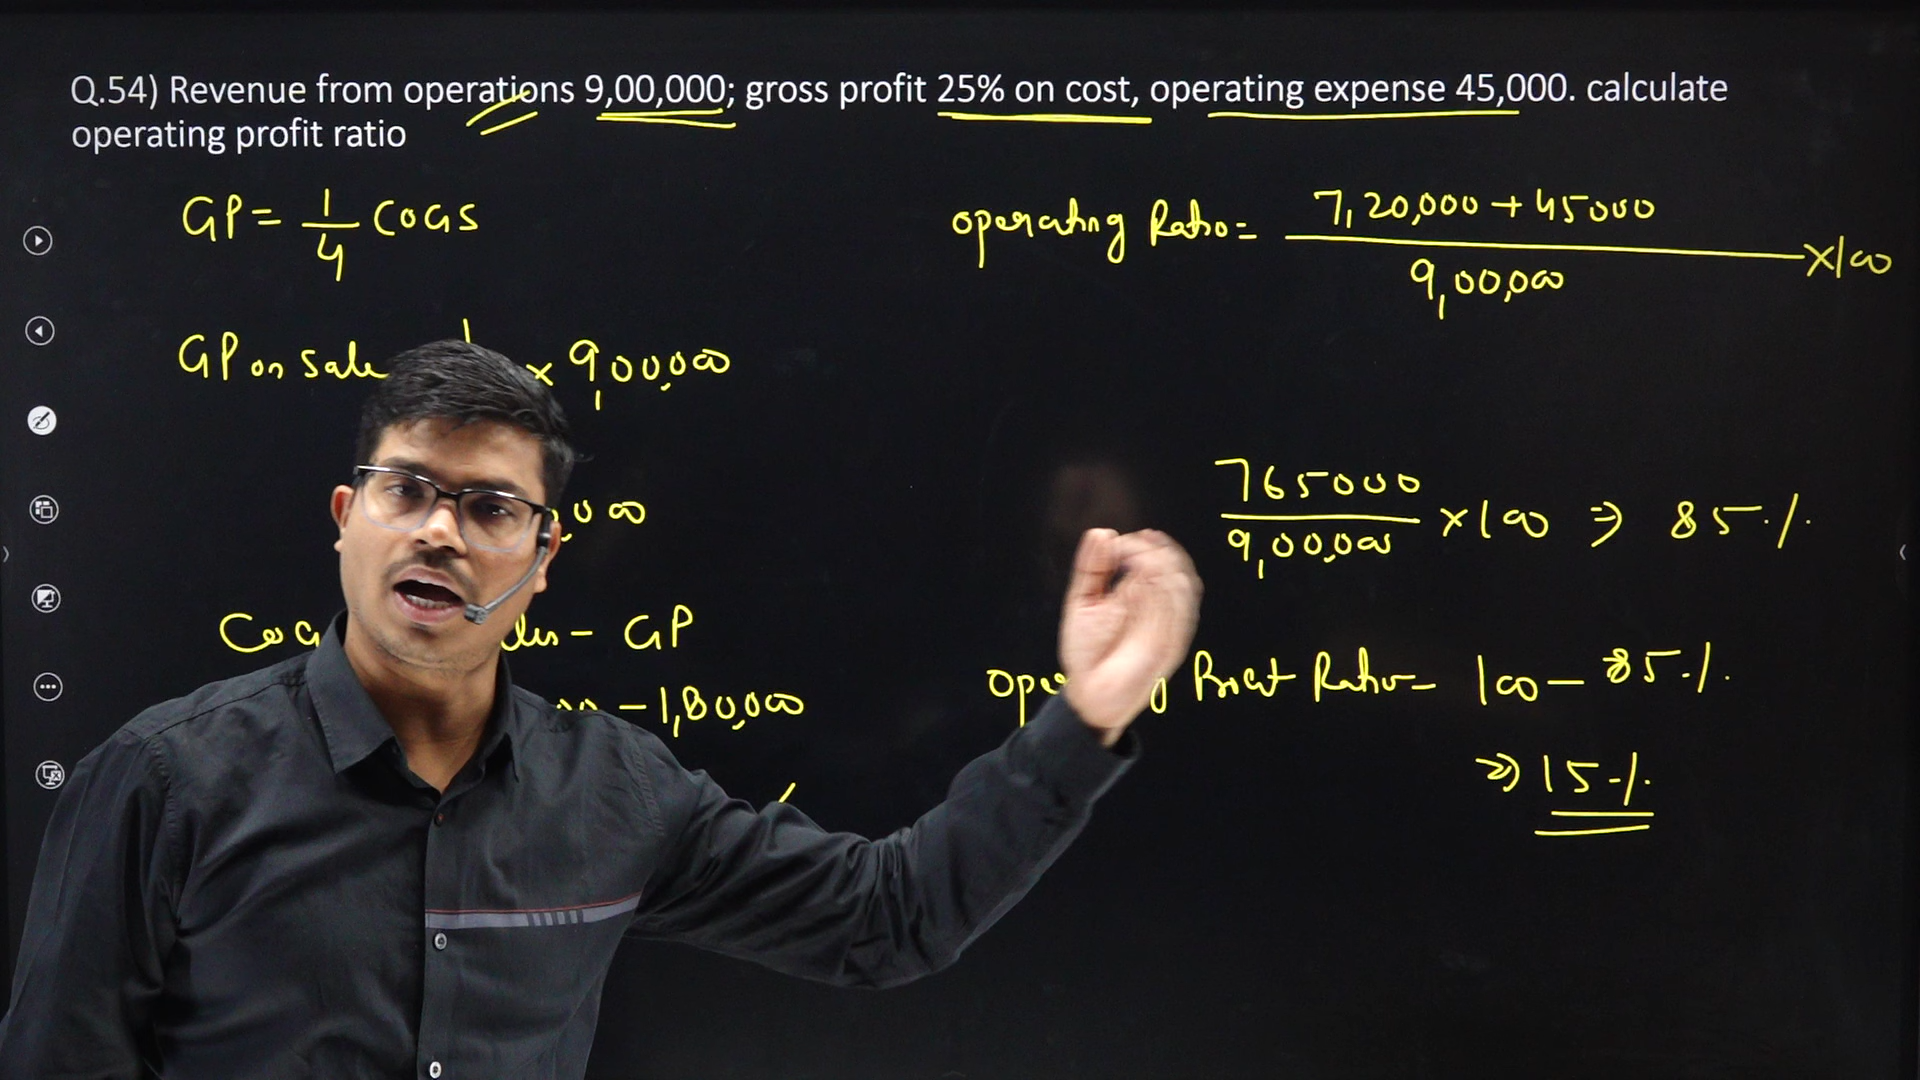 Q.54) Revenue from operations 9,00,000; gross profit 25% on cost, operating expense 45,000. calculate
operating profit ratio
GP = 1/4 COGS
GP on sale × 9,00,000
000
GP
- 1,80,000
Operating Ratio = 7,20,000 + 45000 / 9,00,000 × 100
765000 / 9,00,000 × 100 ⇒ 85%
Profit Ratio - 100 - 85%
⇒ 15%